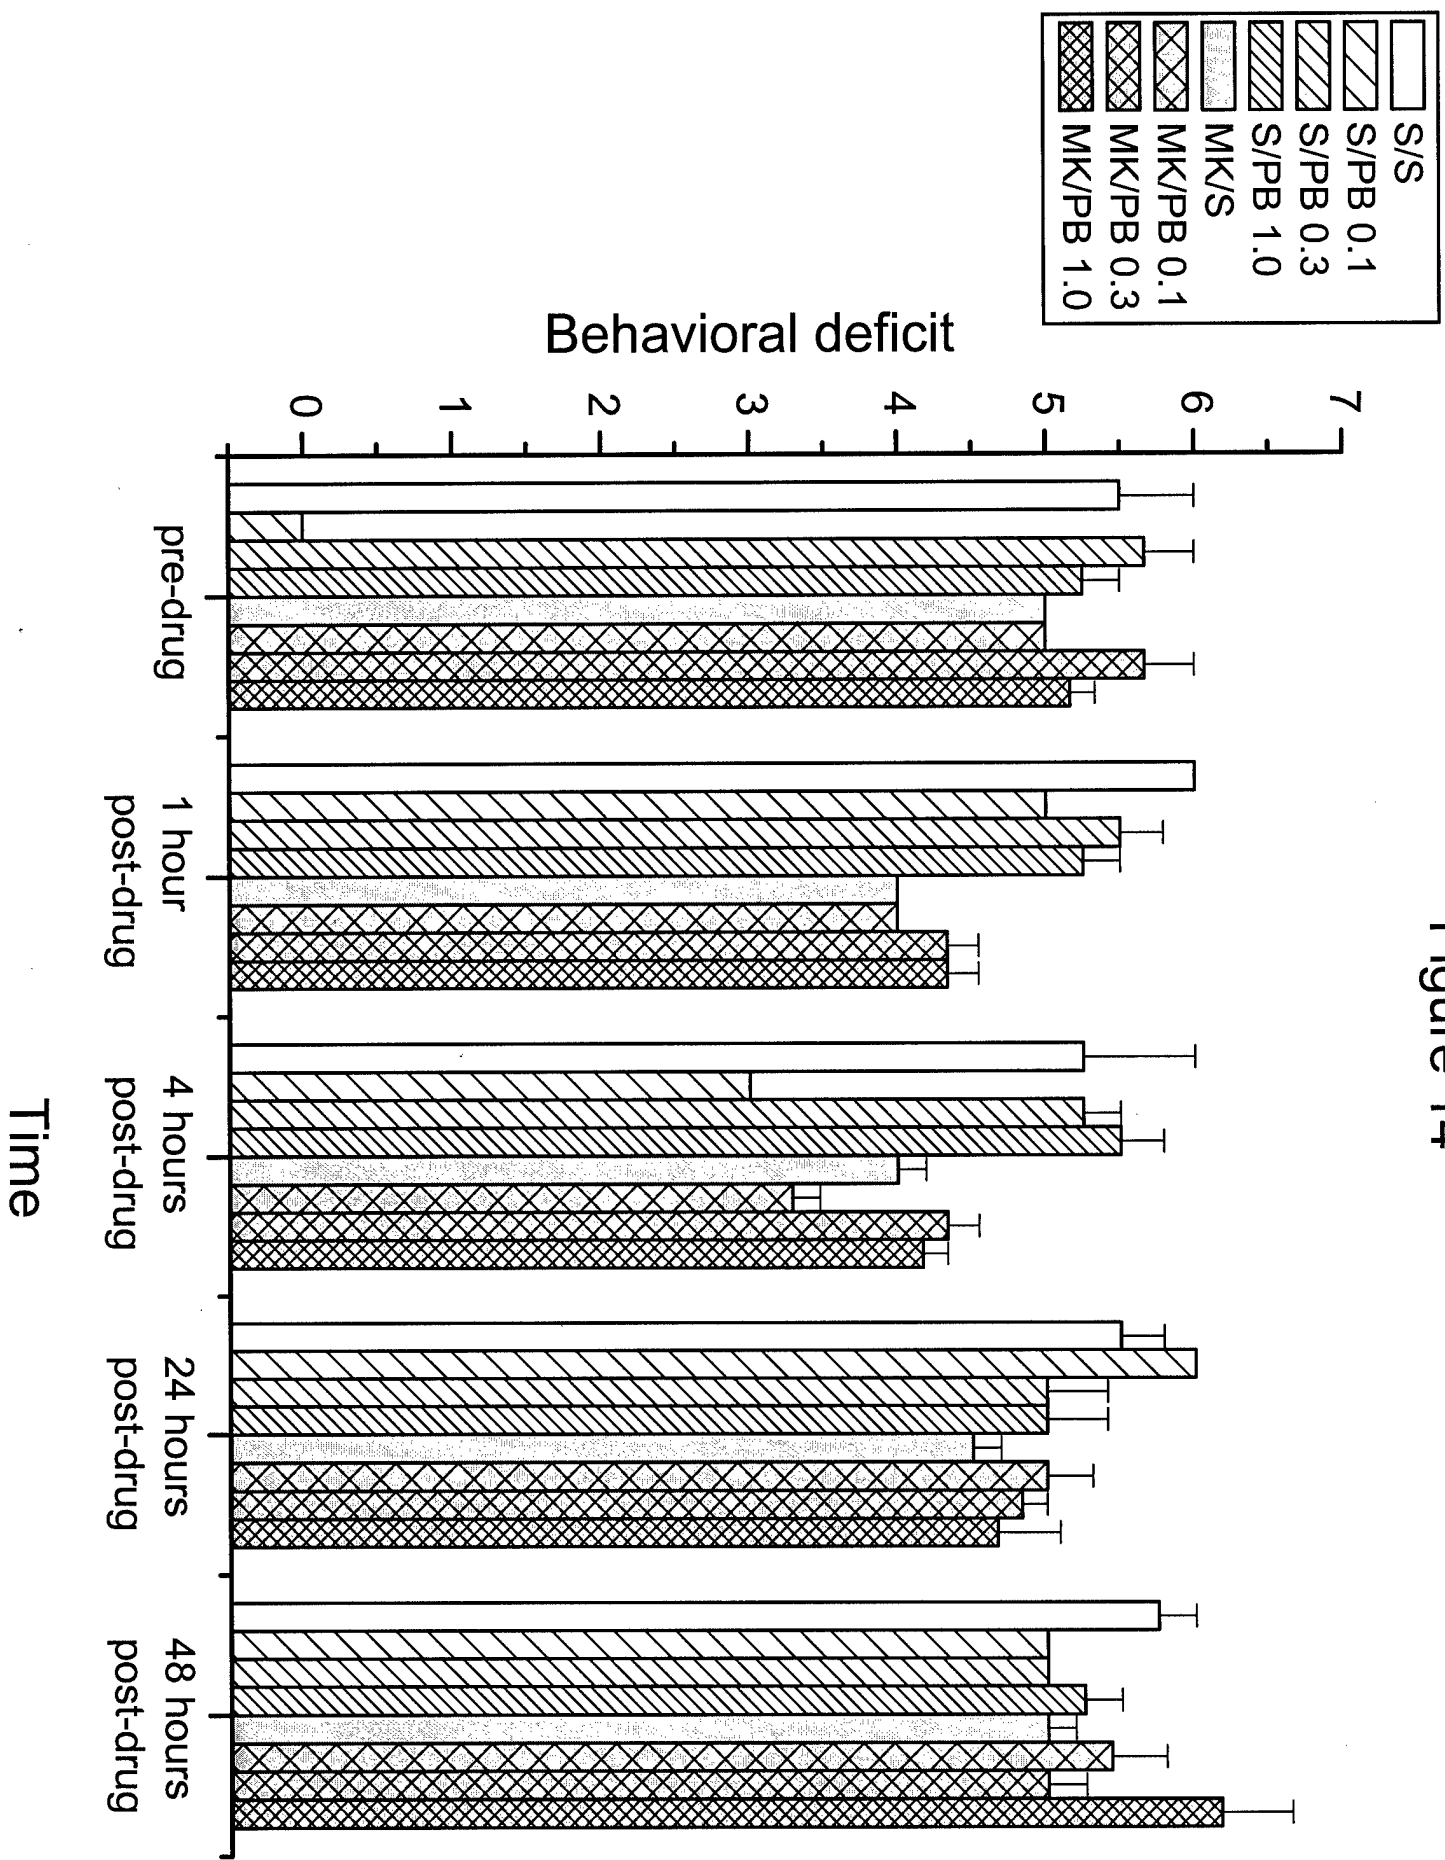 Figure 14
S/S
S/PB 0.1
S/PB 0.3
S/PB 1.0
MK/S
MK/PB 0.1
MK/PB 0.3
MK/PB 1.0
Behavioral deficit
7
6
5
4
3
2
1
0
pre-drug
1 hour
post-drug
4 hours
post-drug
24 hours
post-drug
48 hours
post-drug
Time